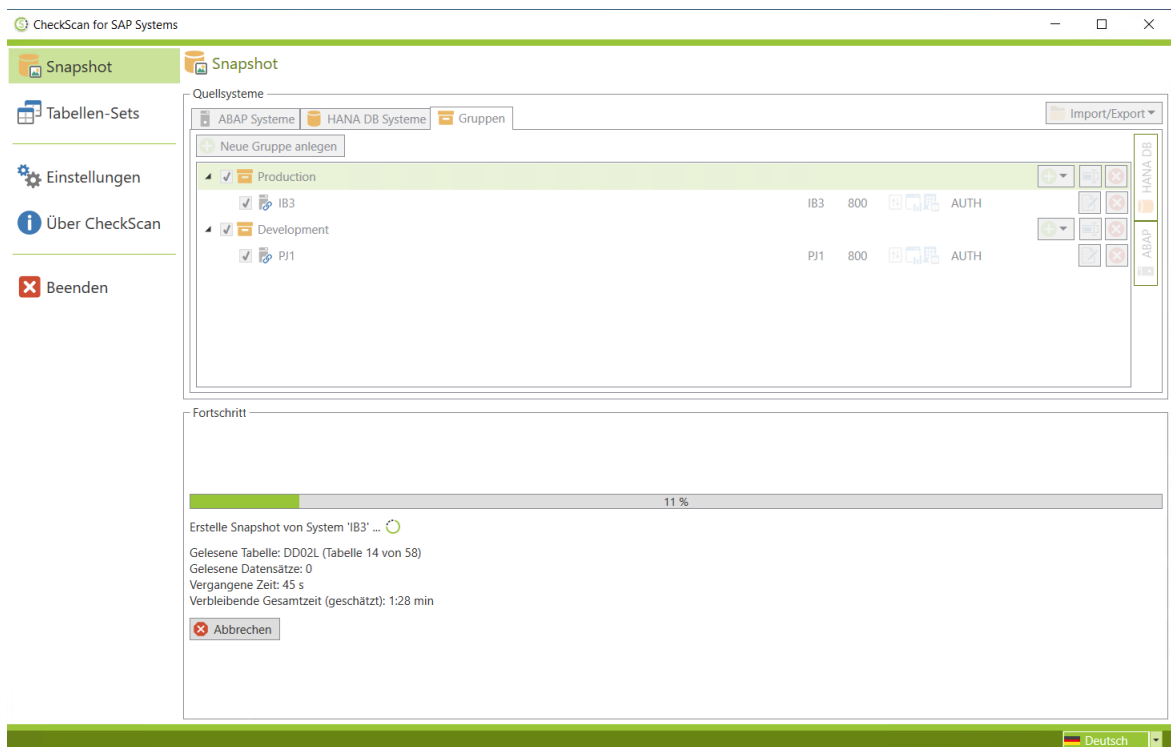 CheckScan for SAP Systems
Snapshot
Tabellen-Sets
Einstellungen
Über CheckScan
Beenden
Snapshot
Quellsysteme
ABAP Systeme HANA DB Systeme Gruppen
Import/Export
Neue Gruppe anlegen
Production
IB3 IB3 800 AUTH
Development
PJ1 PJ1 800 AUTH
HANA DB
ABAP
Fortschritt
11 %
Erstelle Snapshot von System 'IB3' ...
Gelesene Tabelle: DD02L (Tabelle 14 von 58)
Gelesene Datensätze: 0
Vergangene Zeit: 45 s
Verbleibende Gesamtzeit (geschätzt): 1:28 min
Abbrechen
Deutsch